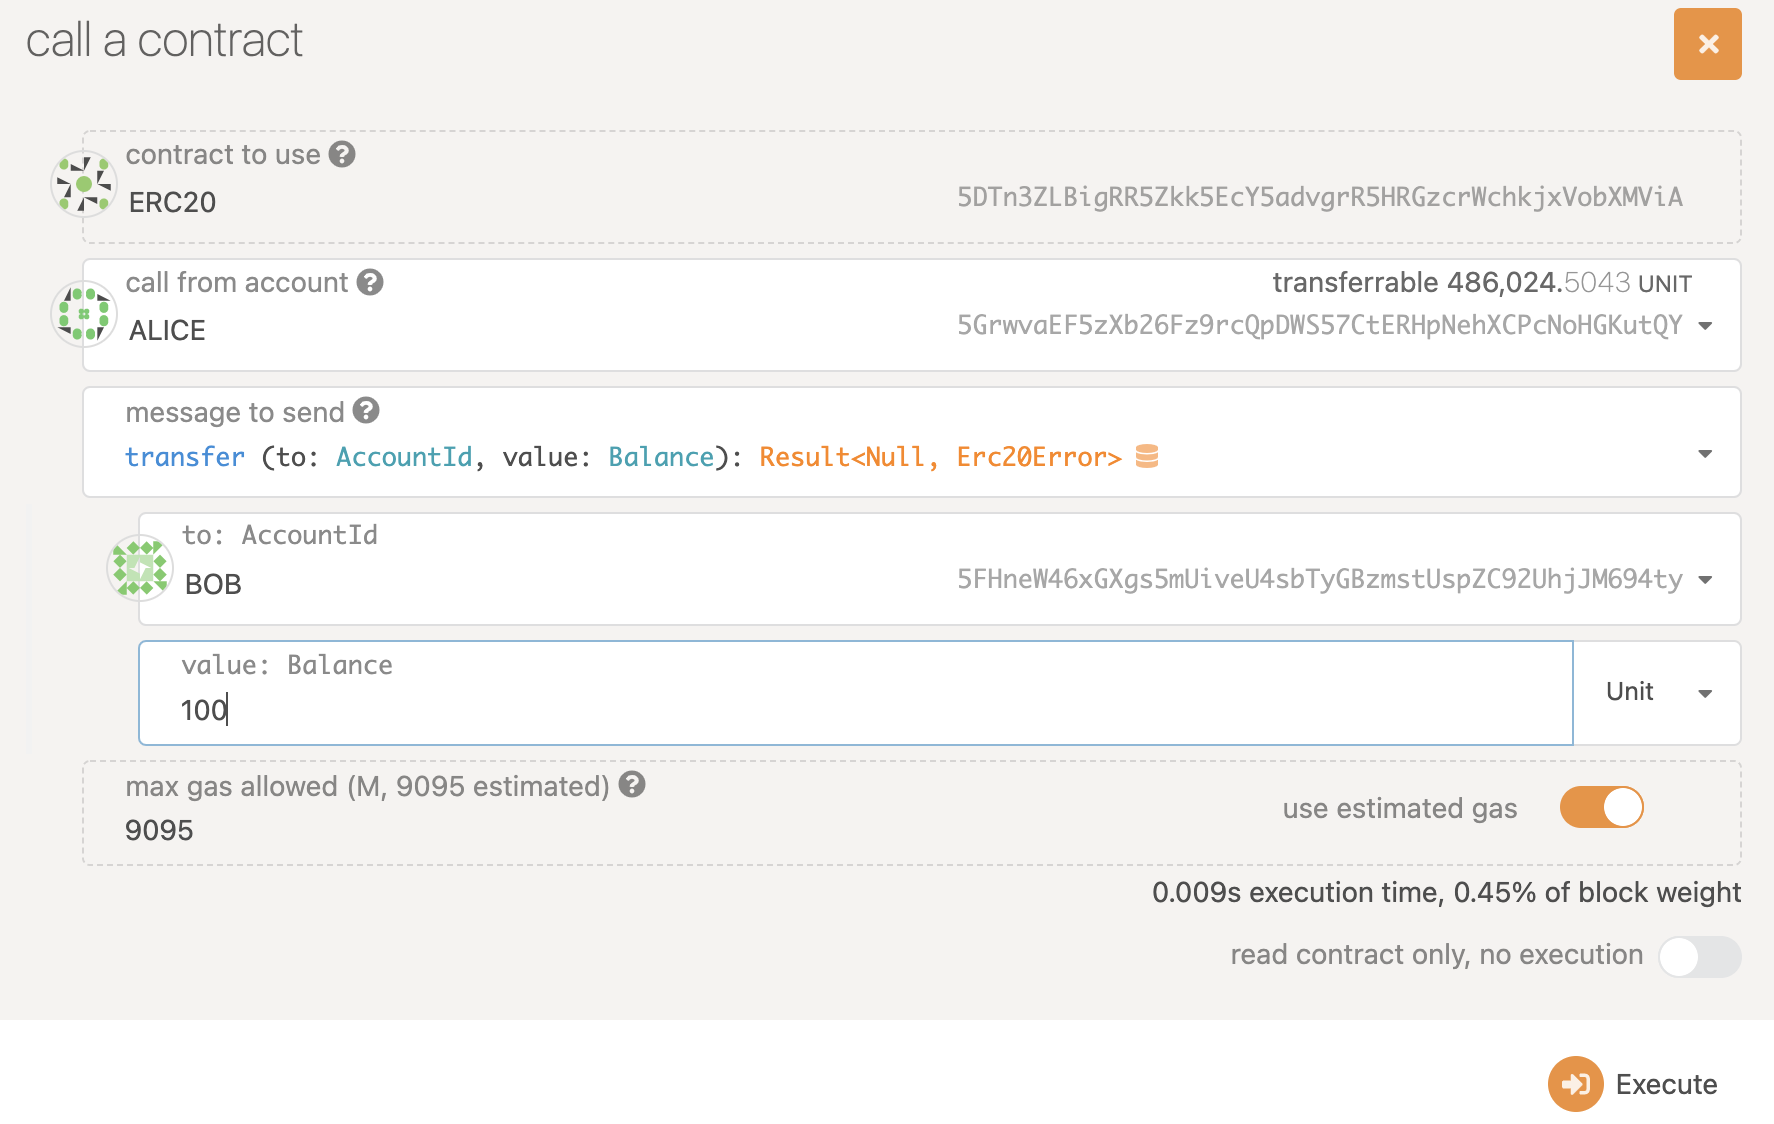 call a contract
contract to use
ERC20
5DTn3ZLBigRR5Zkk5EcY5advgrR5HRGzcrWchkjxVobXMViA
call from account
transferrable 486,024.5043 UNIT
ALICE
5GrwvaEF5zXb26Fz9rcQpDWS57CtERHpNehXCPcNoHGKutQY
message to send
transfer (to: AccountId, value: Balance): Result<Null, Erc20Error>
to: AccountId
BOB
5FHneW46xGXgs5mUiveU4sbTyGBzmstUspZC92UhjJM694ty
value: Balance
100
Unit
max gas allowed (M, 9095 estimated)
9095
use estimated gas
0.009s execution time, 0.45% of block weight
read contract only, no execution
Execute